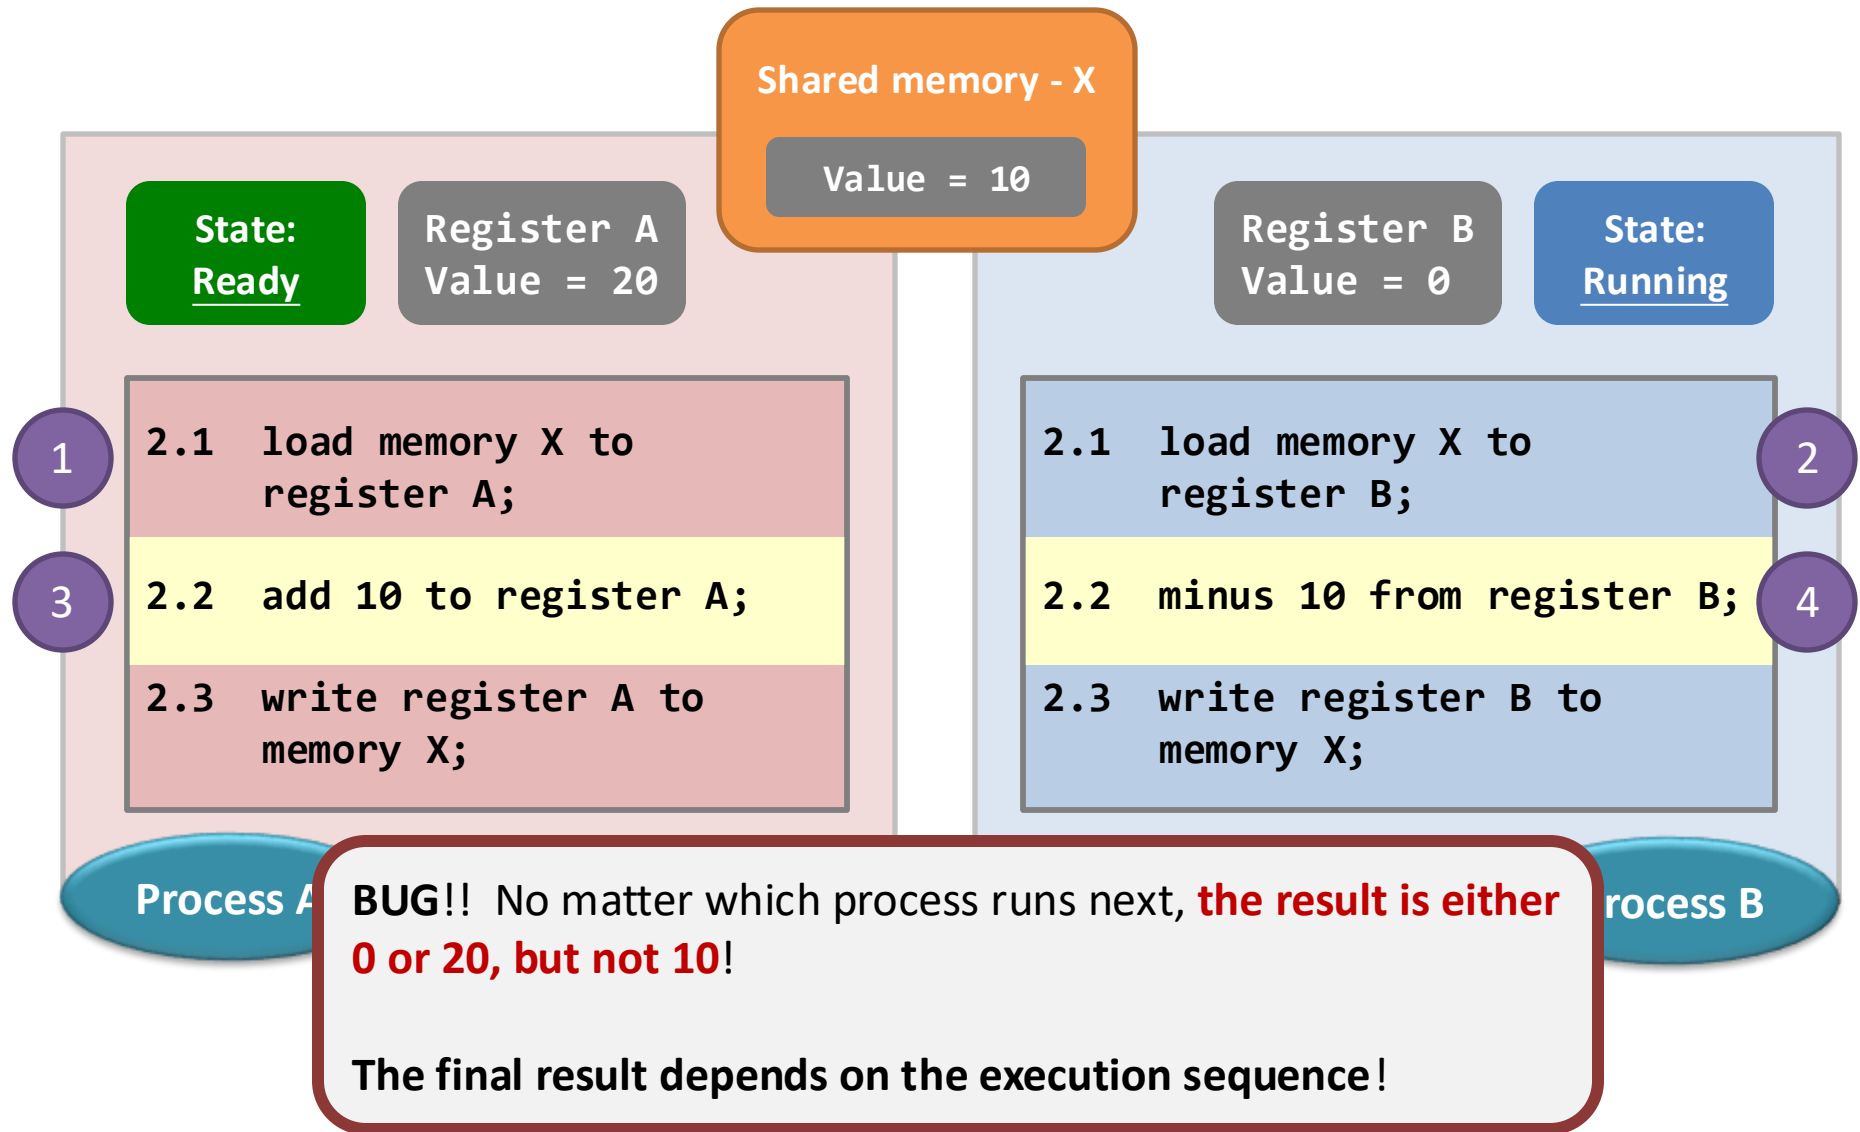 Shared memory - X
Value = 10
State:
Ready
Register A
Value = 20
Register B
Value = 0
State:
Running
1
2.1 load memory X to
register A;
3
2.2 add 10 to register A;
2.3 write register A to
memory X;
2.1 load memory X to
register B;
2
2.2 minus 10 from register B;
4
2.3 write register B to
memory X;
Process A
rocess B
BUG!! No matter which process runs next, the result is either
0 or 20, but not 10!
The final result depends on the execution sequence!